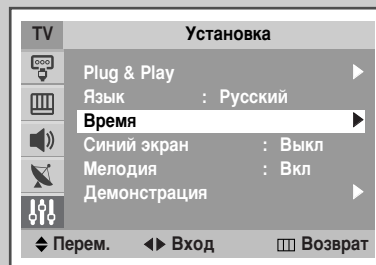 TV Установка
Plug & Play
Язык : Русский
Время
Синий экран : Выкл
Мелодия : Вкл
Демонстрация
Перем. Вход Возврат